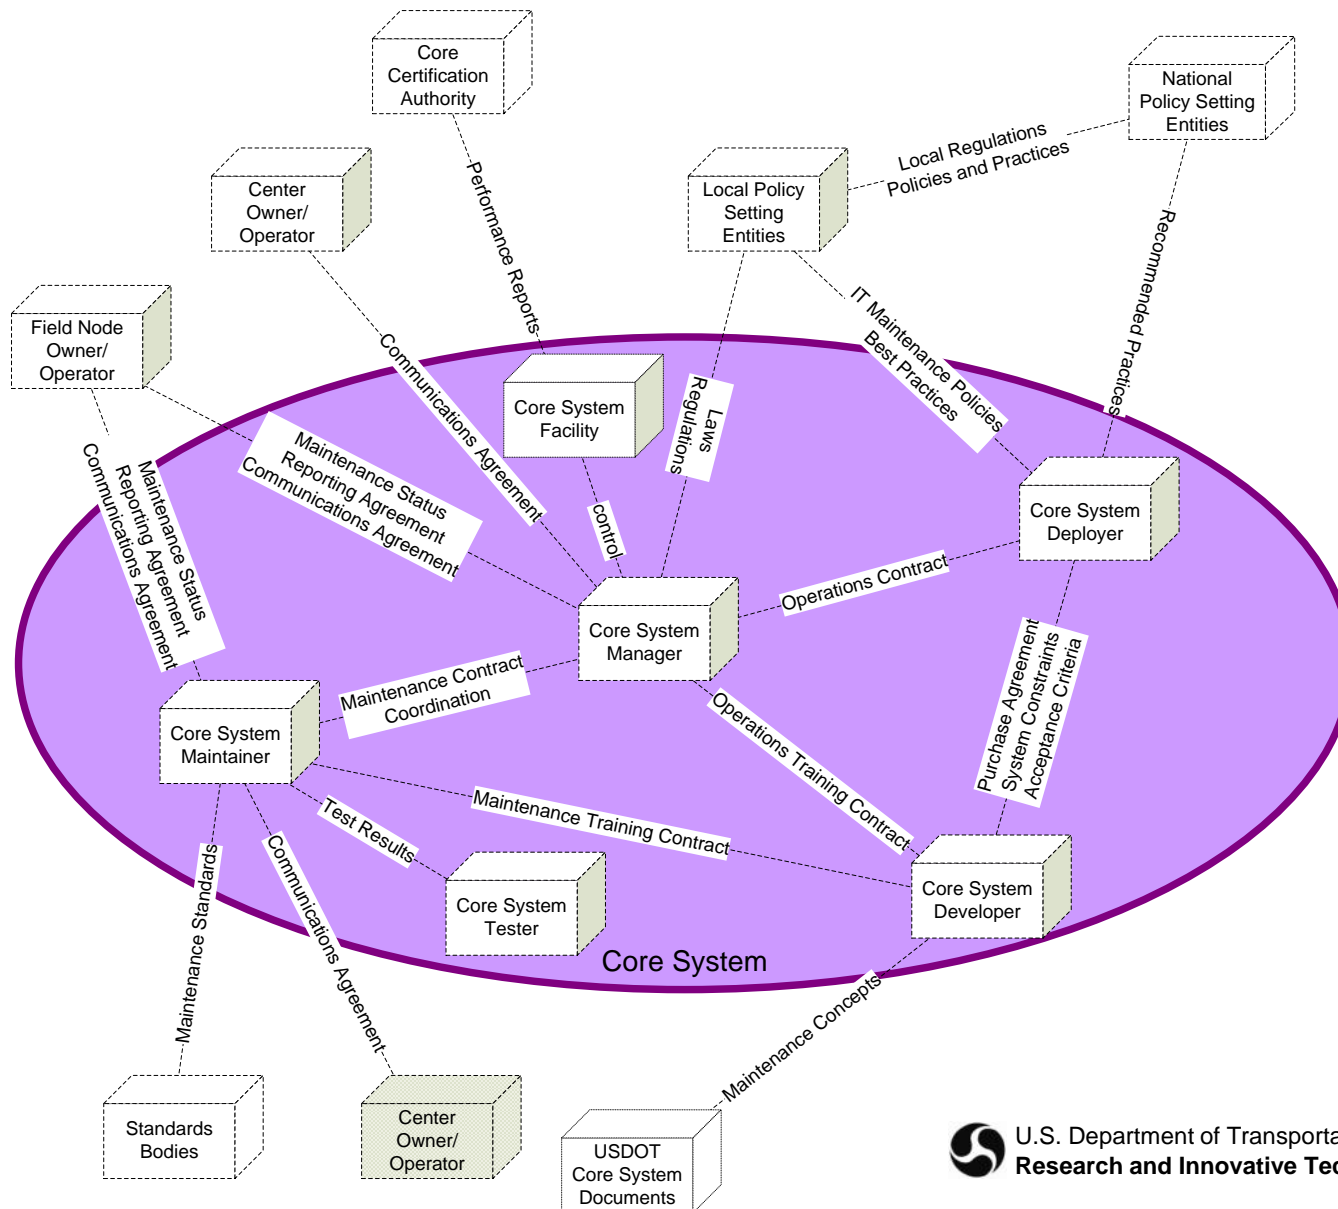 Core
Certification
Authority
National
Policy Setting
Entities
Local Regulations
Policies and Practices
Center
Owner/
Operator
Local Policy
Setting
Entities
Performance Reports
Recommended Practices
Field Node
Owner/
Operator
Communications Agreement
IT Maintenance Policies
Best Practices
Core System
Facility
Laws
Regulations
Maintenance Status
Reporting Agreement
Communications Agreement
Maintenance Status
Reporting Agreement
Communications Agreement
control
Core System
Deployer
Operations Contract
Core System
Manager
Purchase Agreement
System Constraints
Acceptance Criteria
Maintenance Contract
Coordination
Core System
Maintainer
Operations Training Contract
Maintenance Training Contract
Test Results
Core System
Tester
Core System
Developer
Maintenance Standards
Communications Agreement
Core System
Maintenance Concepts
Standards
Bodies
Center
Owner/
Operator
USDOT
Core System
Documents
U.S. Department of Transporta
Research and Innovative Tec